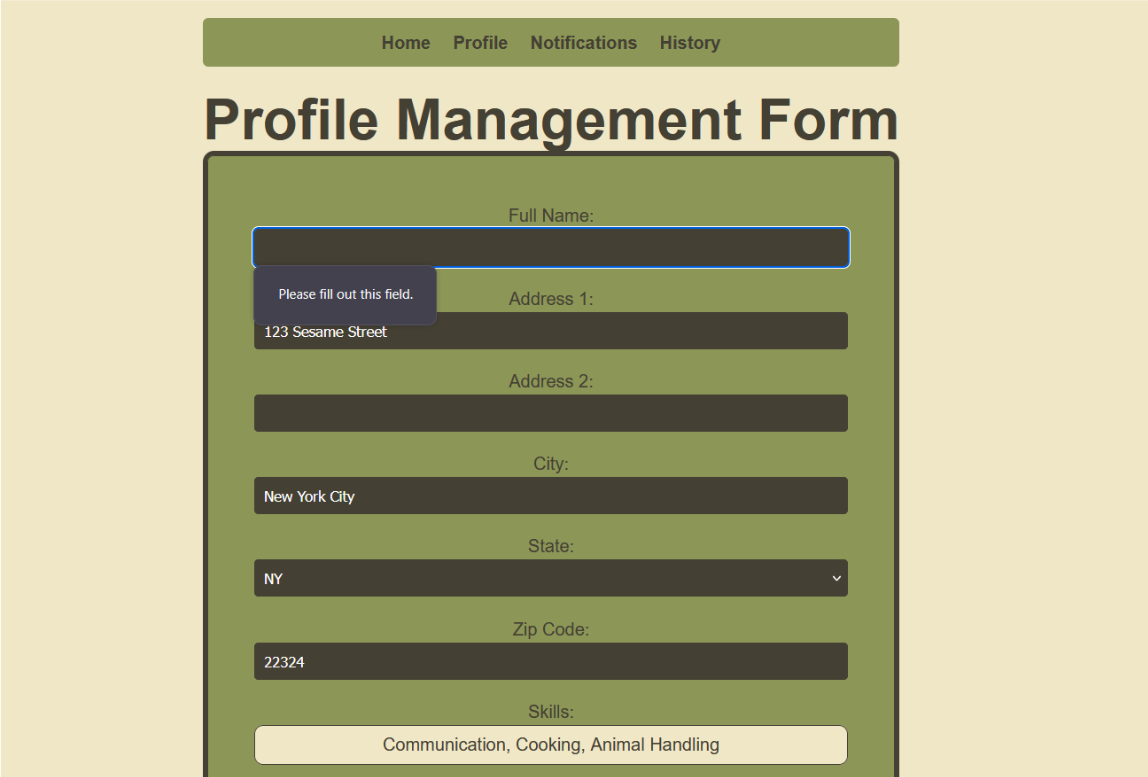 Home Profile Notifications History
Profile Management Form
Full Name:
Please fill out this field.
Address 1:
123 Sesame Street
Address 2:
City:
New York City
State:
NY
Zip Code:
22324
Skills:
Communication, Cooking, Animal Handling